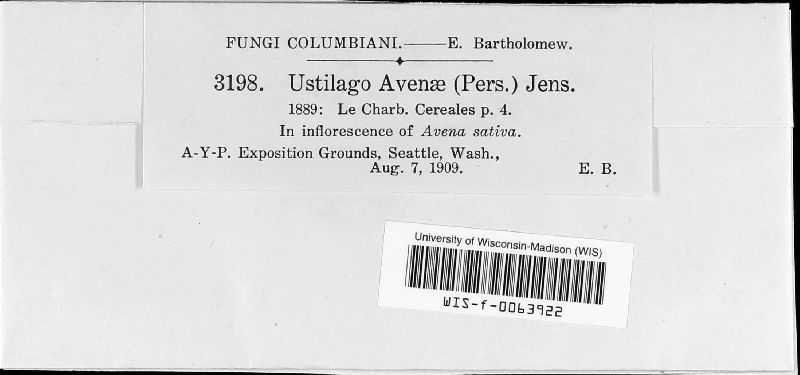 FUNGI COLUMBIANI.——E. Bartholomew.
3198. Ustilago Avenæ (Pers.) Jens.
1889: Le Charb. Cereales p. 4.
In inflorescence of Avena sativa.
A-Y-P. Exposition Grounds, Seattle, Wash.,
Aug. 7, 1909. E. B.
University of Wisconsin-Madison (WIS)
WIS-f-0063922